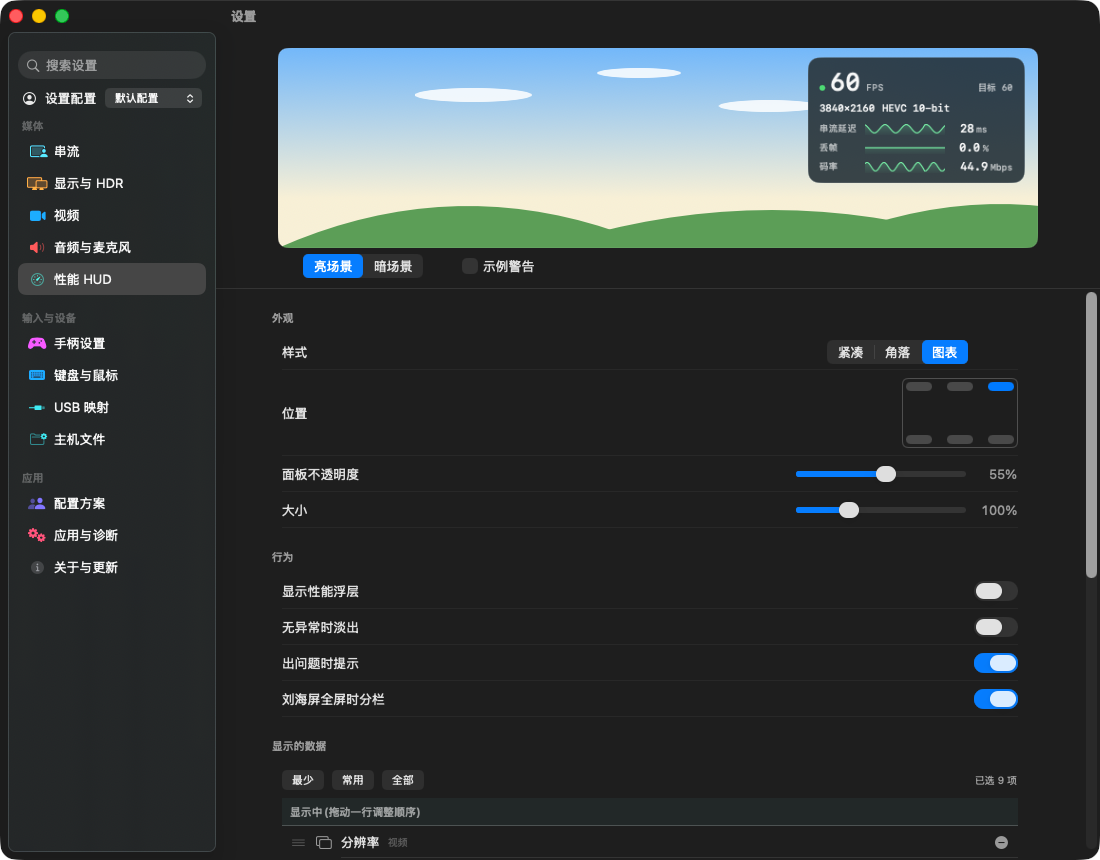 设置
搜索设置
设置配置 默认配置
媒体
串流
显示与 HDR
视频
音频与麦克风
性能 HUD
输入与设备
手柄设置
键盘与鼠标
USB 映射
主机文件
应用
配置方案
应用与诊断
关于与更新
60 FPS 目标 60
3840×2160 HEVC 10-bit
串流延迟 28 ms
丢帧 0.0 %
码率 44.9 Mbps
亮场景 暗场景 示例警告
外观
样式 紧凑 角落 图表
位置
面板不透明度 55%
大小 100%
行为
显示性能浮层
无异常时淡出
出问题时提示
刘海屏全屏时分栏
显示的数据
最少 常用 全部 已选 9 项
显示中 (拖动一行调整顺序)
分辨率 视频